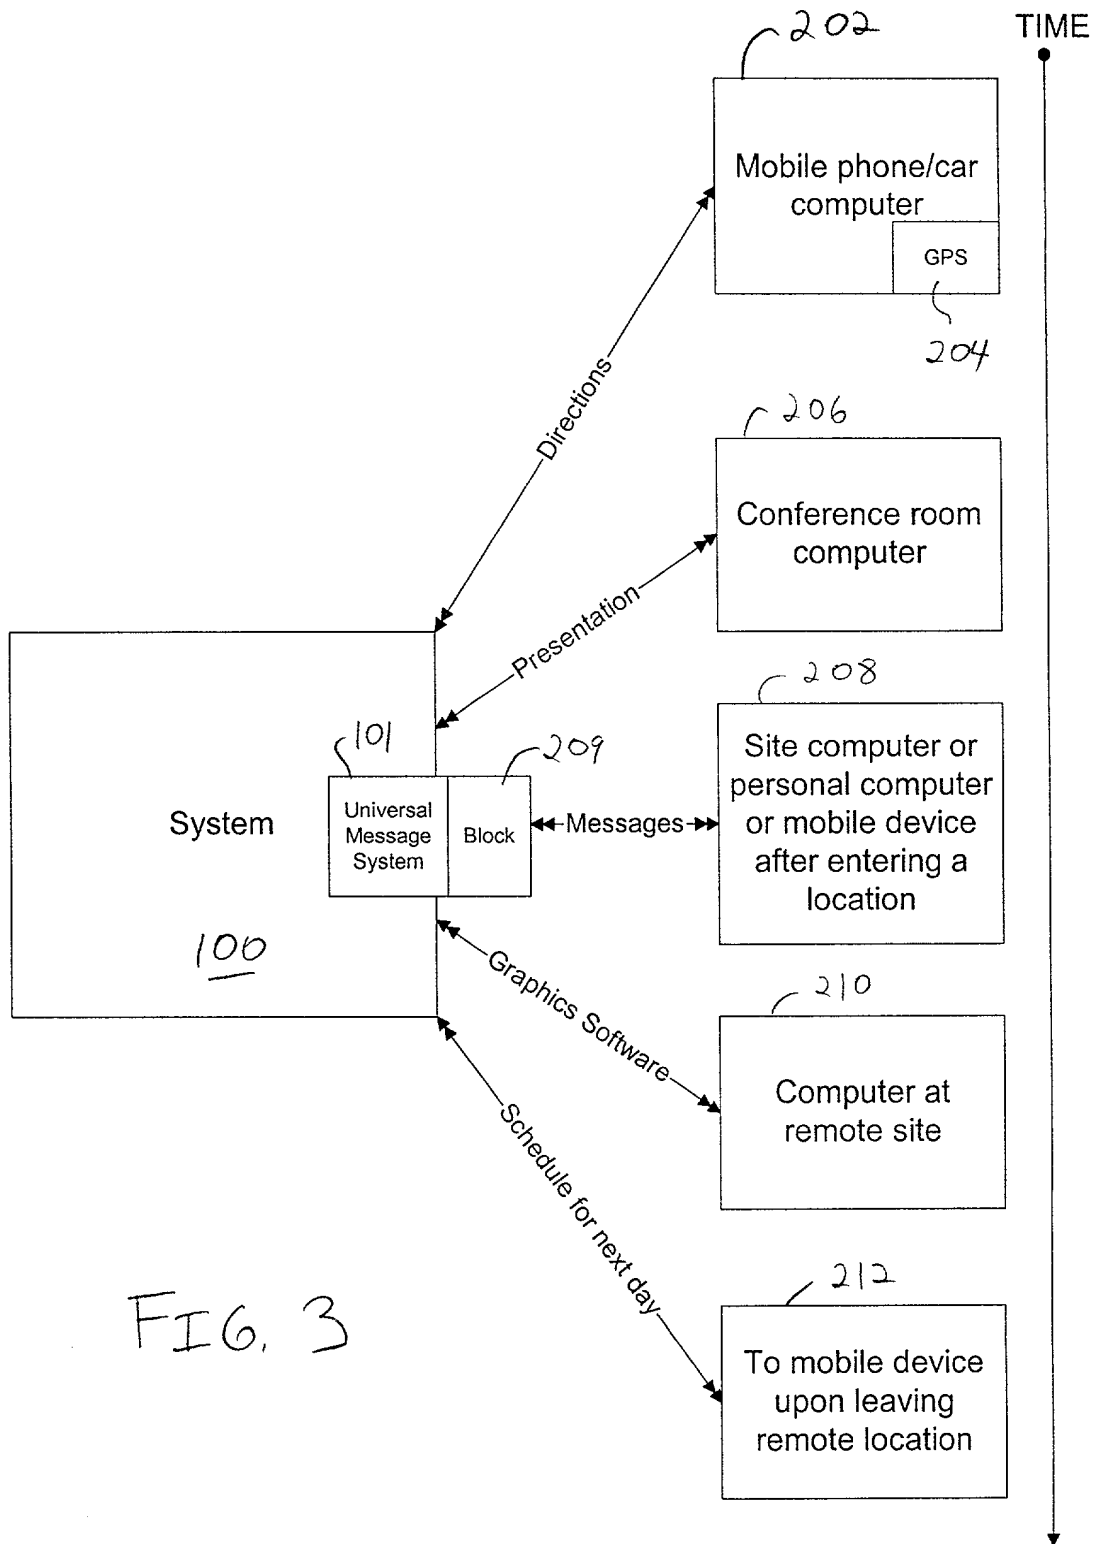 202
TIME
Mobile phone/car
computer
GPS
204
Directions
206
Conference room
computer
Presentation
208
Site computer or
personal computer
or mobile device
after entering a
location
101
209
System
Universal
Message
System
Block
Messages
100
Graphics Software
210
Computer at
remote site
Schedule for next day
212
To mobile device
upon leaving
remote location
FIG. 3